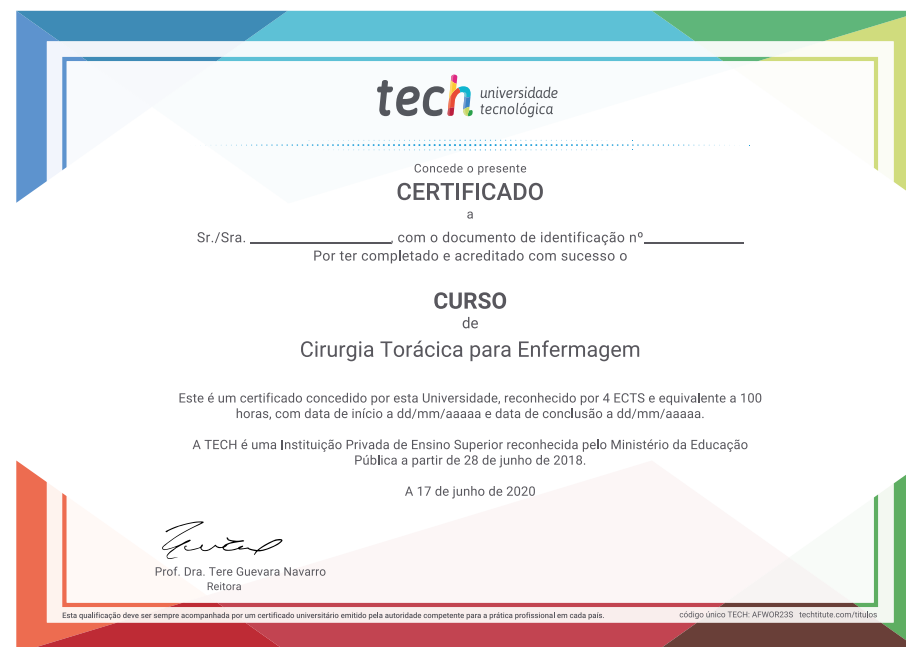 tech universidade
tecnológica
Concede o presente
CERTIFICADO
a
Sr./Sra. ________________, com o documento de identificação nº____________
Por ter completado e acreditado com sucesso o
CURSO
de
Cirurgia Torácica para Enfermagem
Este é um certificado concedido por esta Universidade, reconhecido por 4 ECTS e equivalente a 100
horas, com data de início a dd/mm/aaaaa e data de conclusão a dd/mm/aaaaa.
A TECH é uma Instituição Privada de Ensino Superior reconhecida pelo Ministério da Educação
Pública a partir de 28 de junho de 2018.
A 17 de junho de 2020
Prof. Dra. Tere Guevara Navarro
Reitora
Esta qualificação deve ser sempre acompanhada por um certificado universitário emitido pela autoridade competente para a prática profissional em cada país.
código único TECH: AFWOR23S techtitute.com/titulos